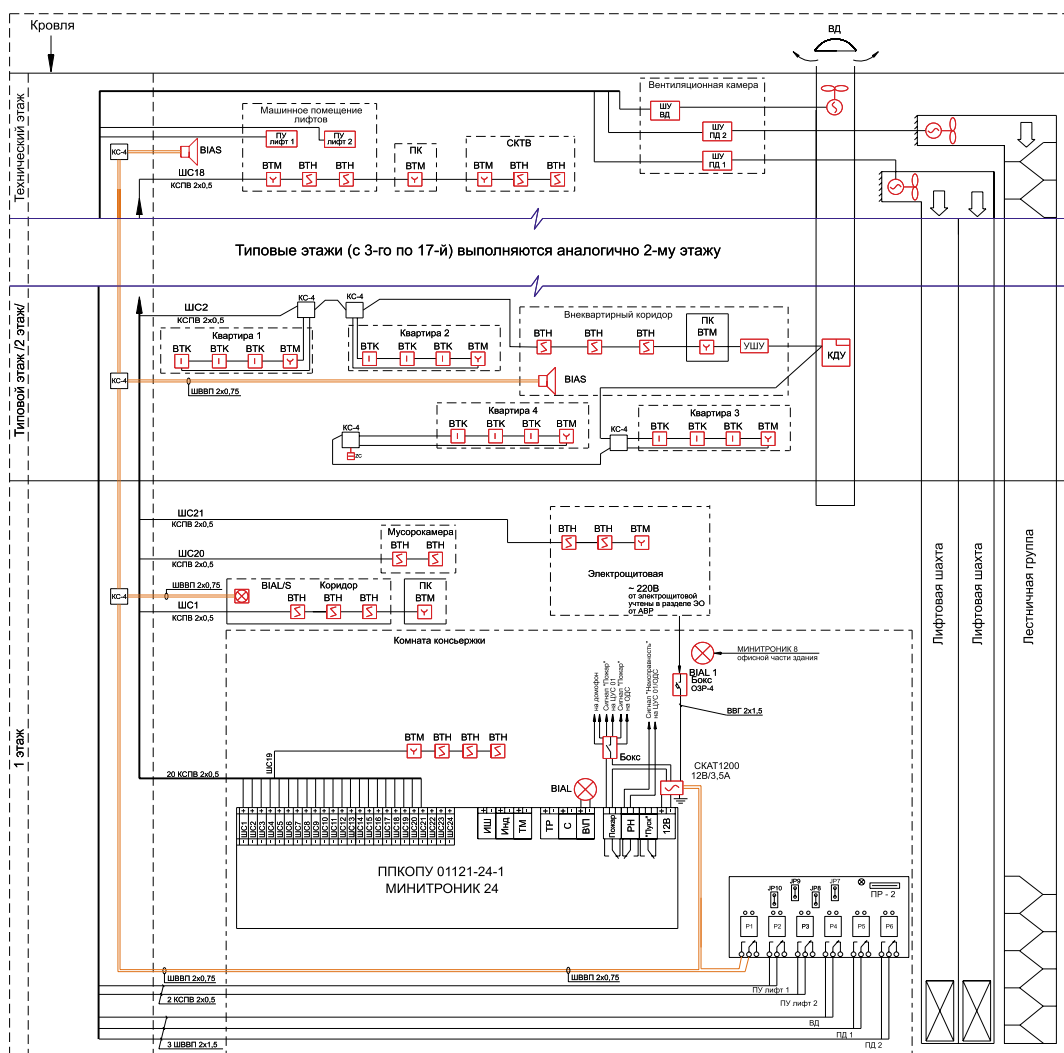 Кровля
ВД
Технический этаж
Машинное помещение
лифтов
ПУ
лифт 1
ПУ
лифт 2
Вентиляционная камера
ШУ
ВД
ШУ
ПД 2
ШУ
ПД 1
КС-4
BIAS
ПК
СКТВ
ВТМ
ВТН
ВТН
ВТМ
ВТМ
ВТН
ВТН
ШС18
КСПВ 2х0,5
Типовые этажи (с 3-го по 17-й) выполняются аналогично 2-му этажу
Типовой этаж /2 этаж/
ШС2
КСПВ 2х0,5
КС-4
КС-4
Квартира 1
ВТК
ВТК
ВТК
ВТМ
Квартира 2
ВТК
ВТК
ВТК
ВТМ
Внеквартирный коридор
ВТН
ВТН
ВТН
ПК
ВТМ
УШУ
КДУ
КС-4
ШВВП 2х0,75
BIAS
Квартира 4
ВТК
ВТК
ВТК
ВТМ
Квартира 3
ВТК
ВТК
ВТК
ВТМ
КС-4
КС-4
ZC
1 этаж
ШС21
КСПВ 2х0,5
ВТН
ВТН
ВТМ
Электрощитовая
~ 220В
от электрощитовой
учтены в разделе ЭО
от АВР
Мусорокамера
ВТН
ВТН
ШС20
КСПВ 2х0,5
ШВВП 2х0,75
КС-4
BIAL/S
Коридор
ВТН
ВТН
ВТН
ПК
ВТМ
ШС1
КСПВ 2х0,5
Лифтовая шахта
Лифтовая шахта
Лестничная группа
Комната консьержки
МИНИТРОНИК 8
офисной части здания
BIAL 1
Бокс
ОЗР-4
ВВГ 2х1,5
на домофон
Сигнал "Пожар"
на ЦУС 01
Сигнал "Пожар"
на ОДС
Сигнал "Неисправность"
на ЦУС 01/ОДС
Бокс
СКАТ1200
12В/3,5А
ВТМ
ВТН
ВТН
ВТН
ШС19
20 КСПВ 2х0,5
BIAL
ШС1
ШС2
ШС3
ШС4
ШС5
ШС6
ШС7
ШС8
ШС9
ШС10
ШС11
ШС12
ШС13
ШС14
ШС15
ШС16
ШС17
ШС18
ШС19
ШС20
ШС21
ШС22
ШС23
ШС24
ИШ
Инд
ТМ
ТР
С
ВУП
Пожар
РН
"Пуск"
12В
ППКОПУ 01121-24-1
МИНИТРОНИК 24
JP10
JP9
JP8
JP7
ПР - 2
P1
P2
P3
P4
P5
P6
ШВВП 2х0,75
ШВВП 2х0,75
2 КСПВ 2х0,5
ПУ лифт 1
ПУ лифт 2
ВД
ПД 1
3 ШВВП 2х1,5
ПД 2